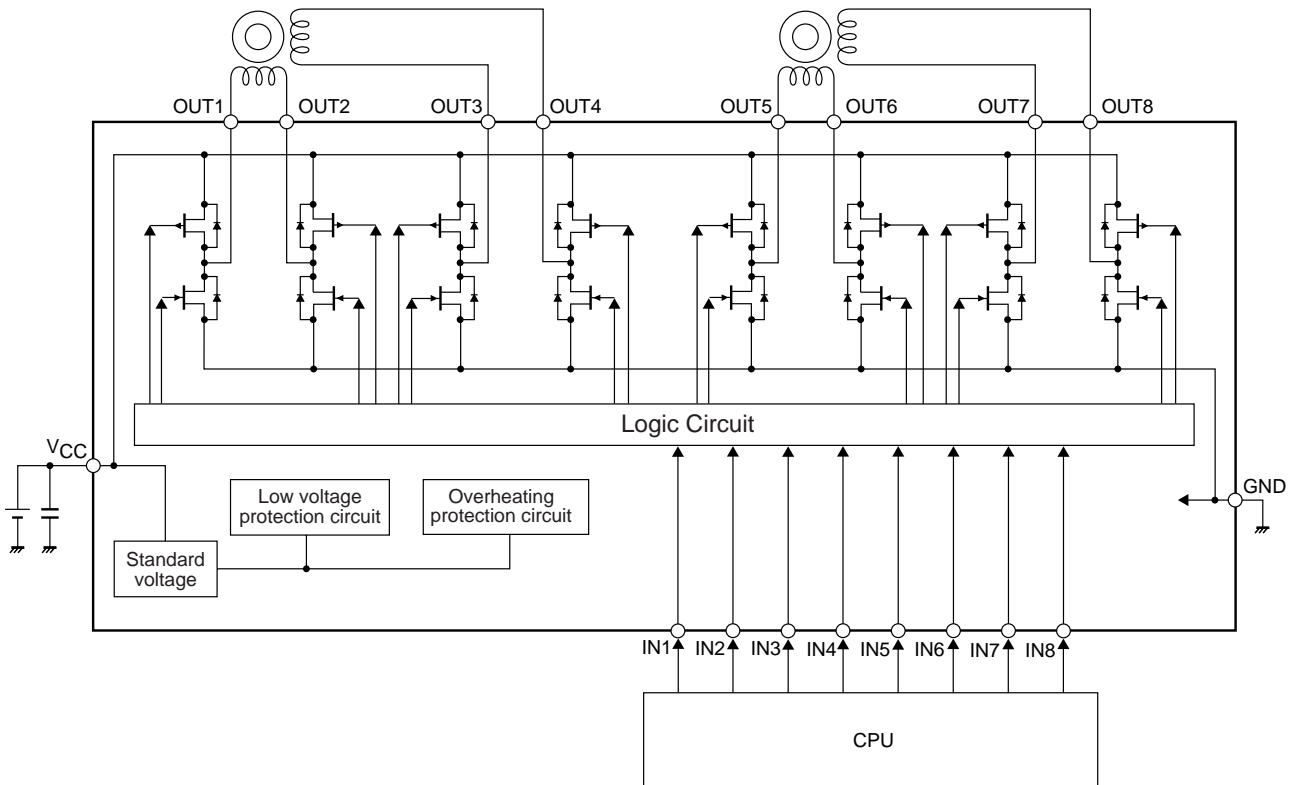 OUT1
OUT2
OUT3
OUT4
OUT5
OUT6
OUT7
OUT8
Logic Circuit
VCC
GND
Low voltage
protection circuit
Overheating
protection circuit
Standard
voltage
IN1
IN2
IN3
IN4
IN5
IN6
IN7
IN8
CPU